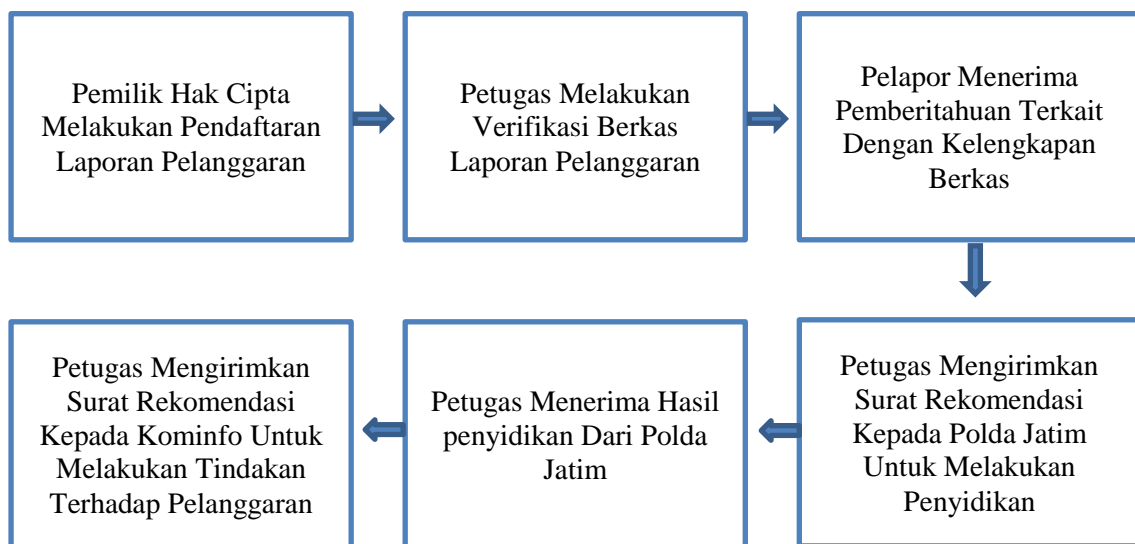 Pemilik Hak Cipta
Melakukan Pendaftaran
Laporan Pelanggaran
Petugas Melakukan
Verifikasi Berkas
Laporan Pelanggaran
Pelapor Menerima
Pemberitahuan Terkait
Dengan Kelengkapan
Berkas
Petugas Mengirimkan
Surat Rekomendasi
Kepada Polda Jatim
Untuk Melakukan
Penyidikan
Petugas Menerima Hasil
penyidikan Dari Polda
Jatim
Petugas Mengirimkan
Surat Rekomendasi
Kepada Kominfo Untuk
Melakukan Tindakan
Terhadap Pelanggaran